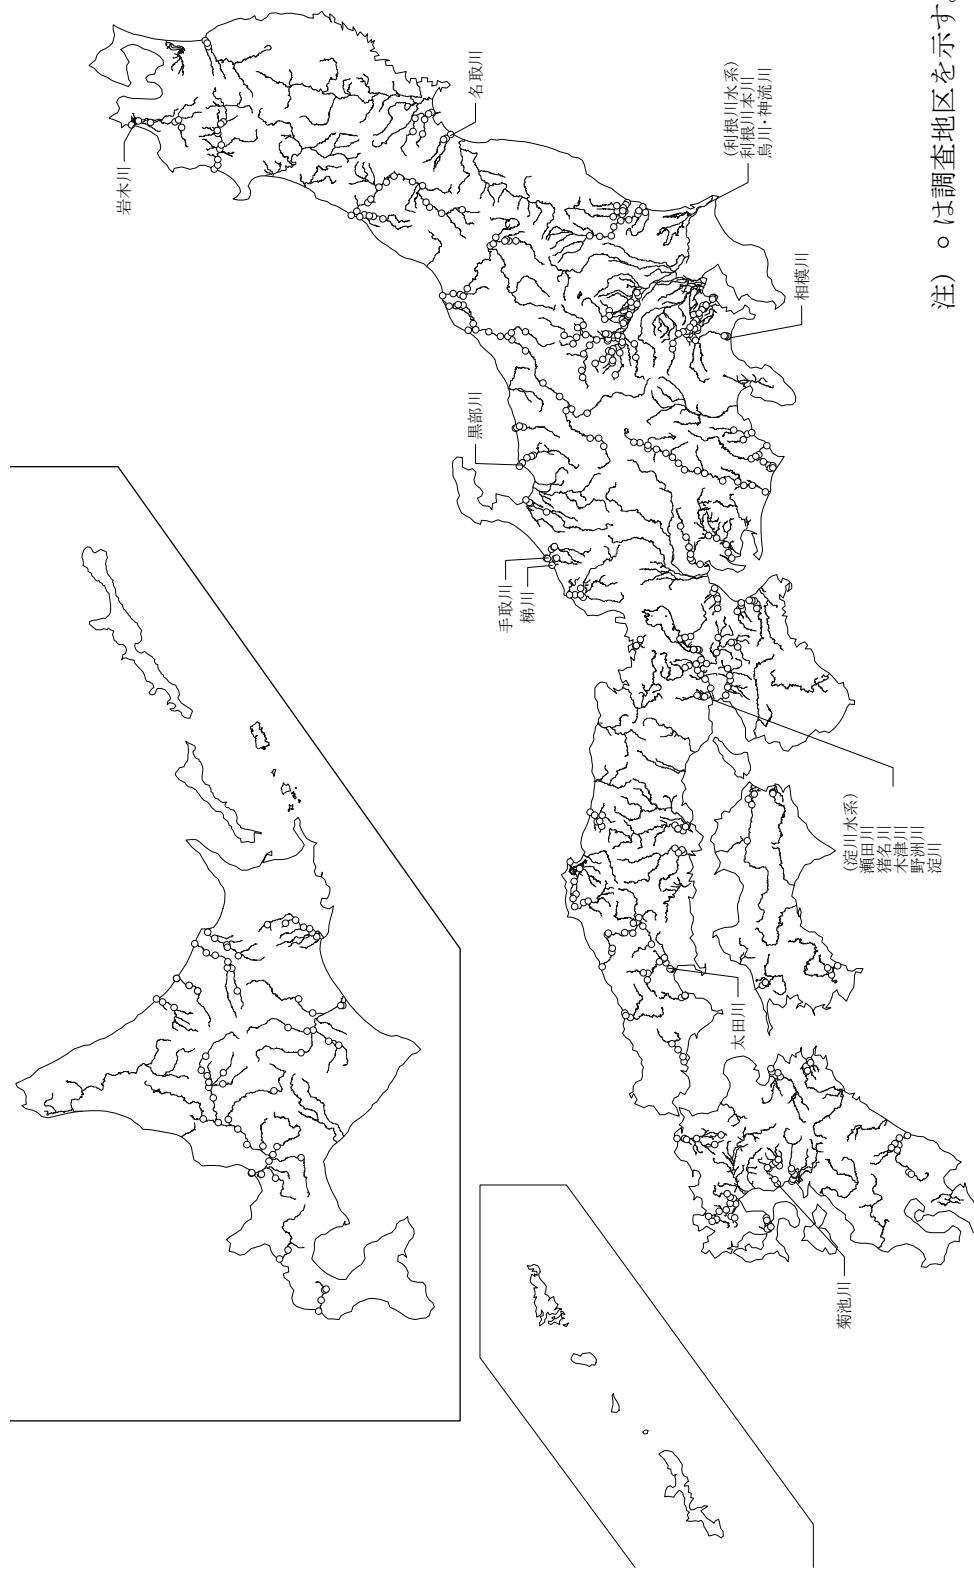 岩木川
名取川
(利根川水系)
利根川本川
烏川・神流川
相模川
黒部川
手取川
梯川
(淀川水系)
瀬田川
猪名川
木津川
野洲川
淀川
太田川
菊池川
注) ○は調査地区を示す。